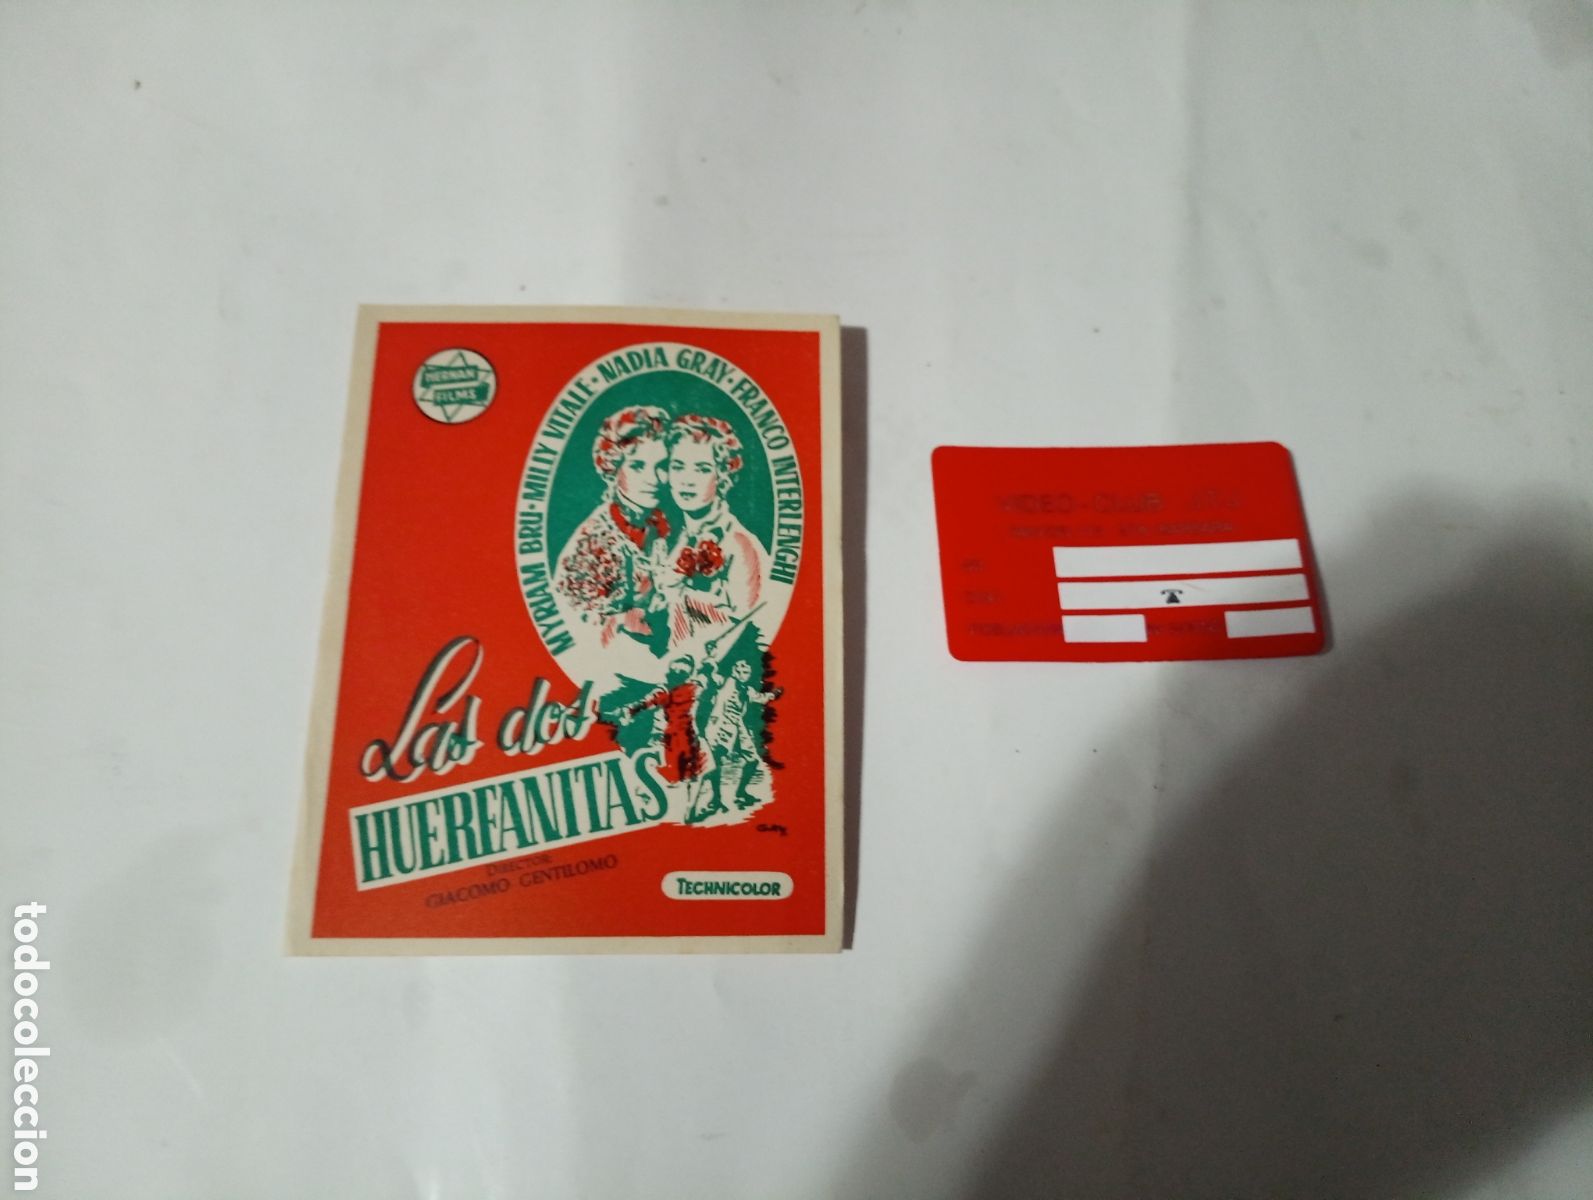 HERNAN
FILMS
MYRIAM BRU · MILLY VITALE · NADIA GRAY · FRANCO INTERLENGHI
Las dos
HUERFANITAS
DIRECTOR:
GIACOMO GENTILOMO
TECHNICOLOR
VIDEO - CLUB
todocoleccion